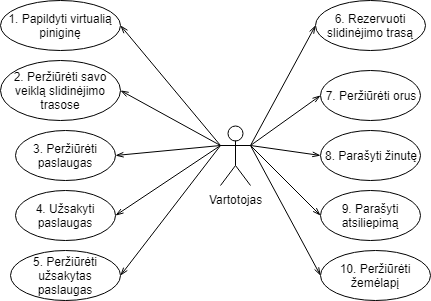 1. Papildyti virtualią
piniginę
2. Peržiūrėti savo
veiklą slidinėjimo
trasose
3. Peržiūrėti
paslaugas
4. Užsakyti
paslaugas
5. Peržiūrėti
užsakytas
paslaugas
Vartotojas
6. Rezervuoti
slidinėjimo trasą
7. Peržiūrėti orus
8. Parašyti žinutę
9. Parašyti
atsiliepimą
10. Peržiūrėti
žemėlapį